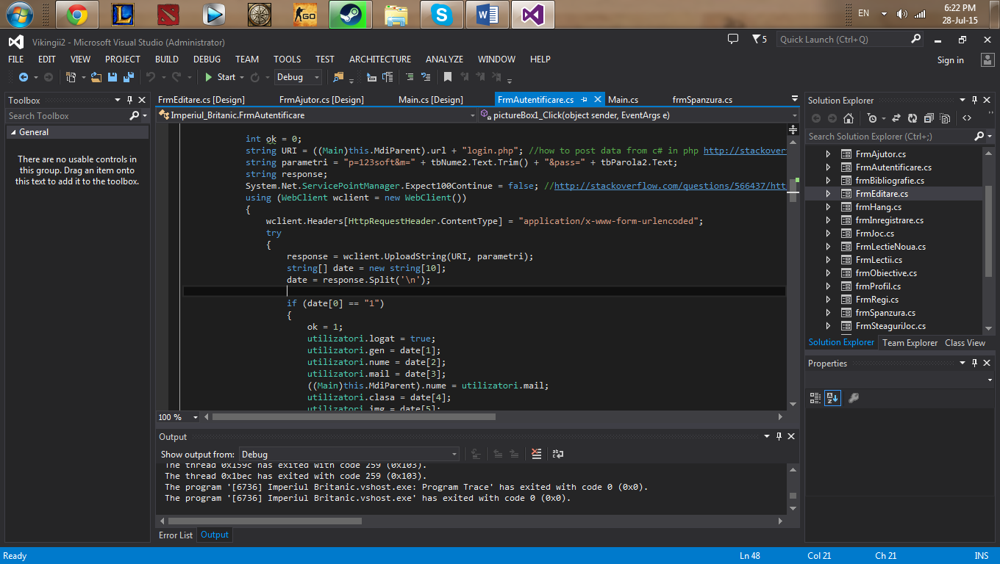 GO
EN
6:22 PM
28-Jul-15
Vikingii2 - Microsoft Visual Studio (Administrator)
5
Quick Launch (Ctrl+Q)
FILE EDIT VIEW PROJECT BUILD DEBUG TEAM TOOLS TEST ARCHITECTURE ANALYZE WINDOW HELP
Sign in
Start Debug
Toolbox
Search Toolbox
General
There are no usable controls in
this group. Drag an item onto
this text to add it to the toolbox.
FrmEditare.cs [Design] FrmAjutor.cs [Design] Main.cs [Design] FrmAutentificare.cs Main.cs frmSpanzura.cs
Imperiul_Britanic.FrmAutentificare pictureBox1_Click(object sender, EventArgs e)
int ok = 0;
string URI = ((Main)this.MdiParent).url + "login.php"; //how to post data from c# in php http://stackoverf
string parametri = "p=123soft&m=" + tbNume2.Text.Trim() + "&pass=" + tbParola2.Text;
string response;
System.Net.ServicePointManager.Expect100Continue = false; //http://stackoverflow.com/questions/566437/htt
using (WebClient wclient = new WebClient())
{
wclient.Headers[HttpRequestHeader.ContentType] = "application/x-www-form-urlencoded";
try
{
response = wclient.UploadString(URI, parametri);
string[] date = new string[10];
date = response.Split('\n');
if (date[0] == "1")
{
ok = 1;
utilizatori.logat = true;
utilizatori.gen = date[1];
utilizatori.nume = date[2];
utilizatori.mail = date[3];
((Main)this.MdiParent).nume = utilizatori.mail;
utilizatori.clasa = date[4];
utilizatori.img = date[5];
100 %
Output
Show output from: Debug
The thread 0x159c has exited with code 259 (0x103).
The thread 0x1bec has exited with code 259 (0x103).
The program '[6736] Imperiul Britanic.vshost.exe: Program Trace' has exited with code 0 (0x0).
The program '[6736] Imperiul Britanic.vshost.exe' has exited with code 0 (0x0).
Error List Output
Solution Explorer
Search Solution Explorer (Ctrl+;)
FrmAjutor.cs
FrmAutentificare.cs
frmBibliografie.cs
FrmEditare.cs
frmHang.cs
frmInregistrare.cs
FrmJoc.cs
FrmLectieNoua.cs
FrmLectii.cs
frmObiective.cs
frmProfil.cs
FrmRegi.cs
frmSpanzura.cs
FrmSteaguriJoc.cs
Solution Explorer Team Explorer Class View
Properties
Ready Ln 48 Col 21 Ch 21 INS